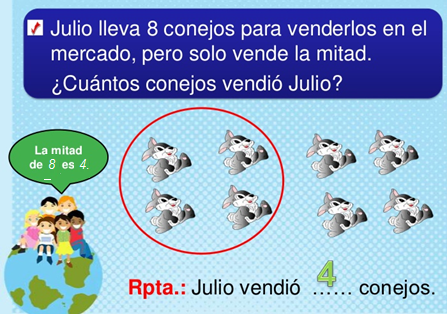 Julio lleva 8 conejos para venderlos en el
mercado, pero solo vende la mitad.
¿Cuántos conejos vendió Julio?
La mitad
de 8 es 4.
Rpta.: Julio vendió ...4... conejos.